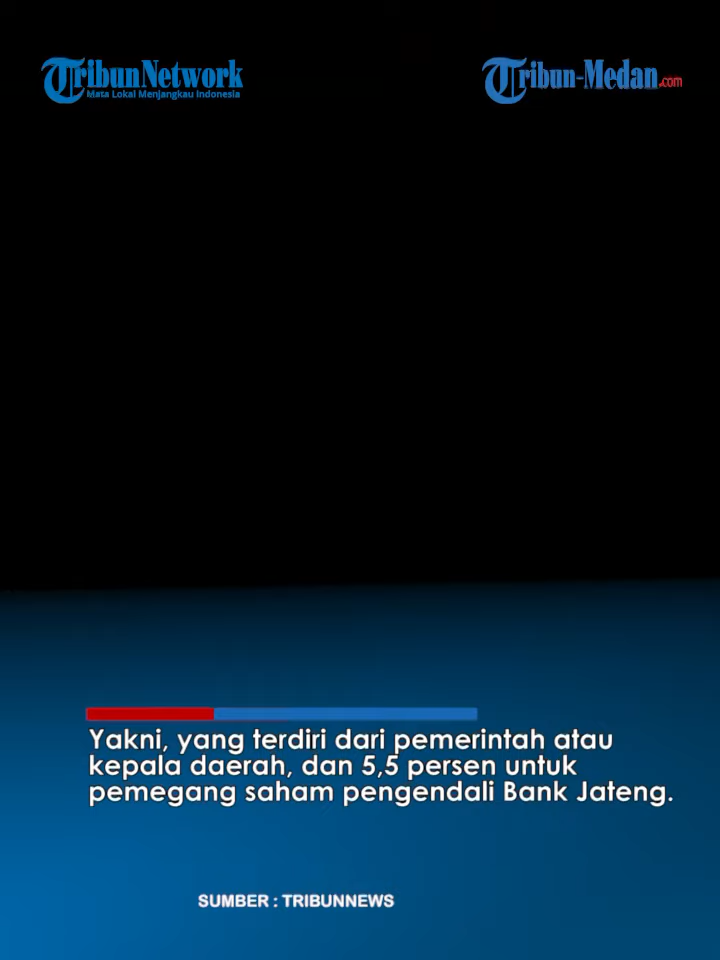 TribunNetwork
Mata Lokal Menjangkau Indonesia
Tribun-Medan.com
Yakni, yang terdiri dari pemerintah atau
kepala daerah, dan 5,5 persen untuk
pemegang saham pengendali Bank Jateng.
SUMBER : TRIBUNNEWS